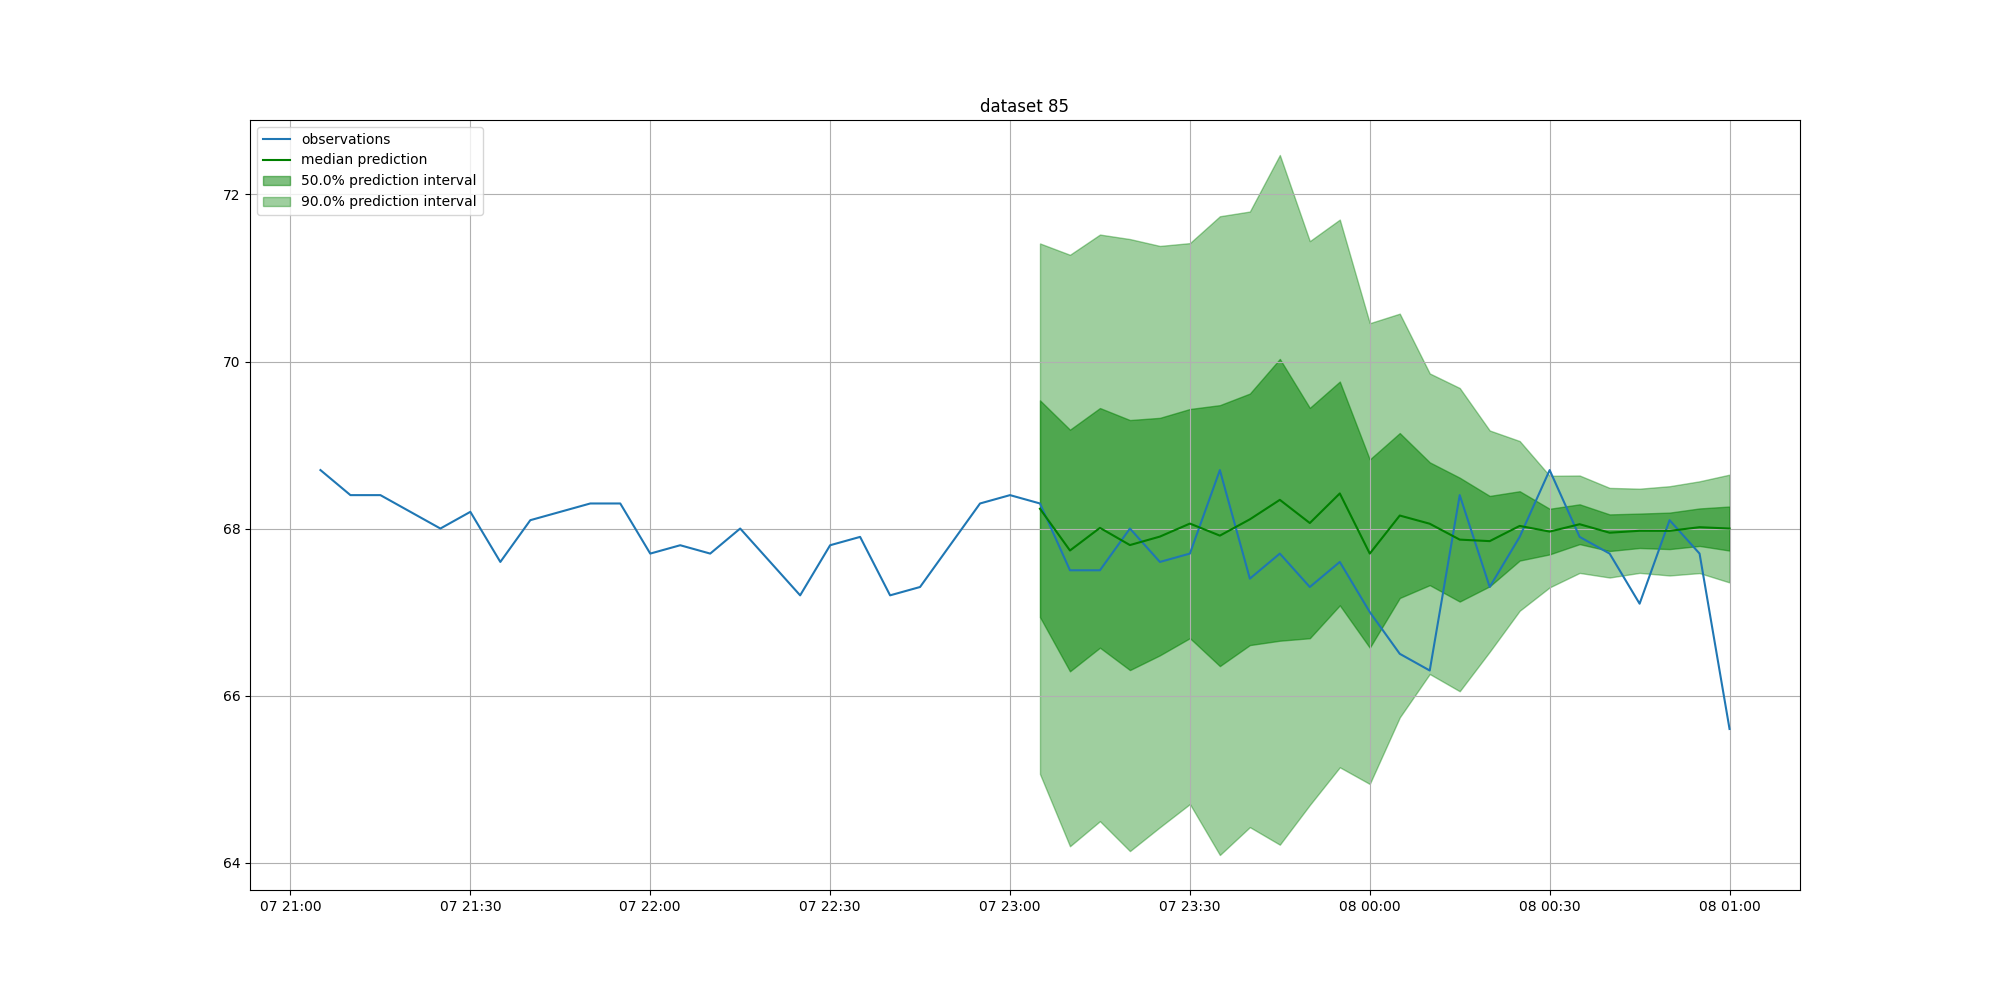 dataset 85
observations
median prediction
50.0% prediction interval
90.0% prediction interval
72
70
68
66
64
07 21:00 07 21:30 07 22:00 07 22:30 07 23:00 07 23:30 08 00:00 08 00:30 08 01:00